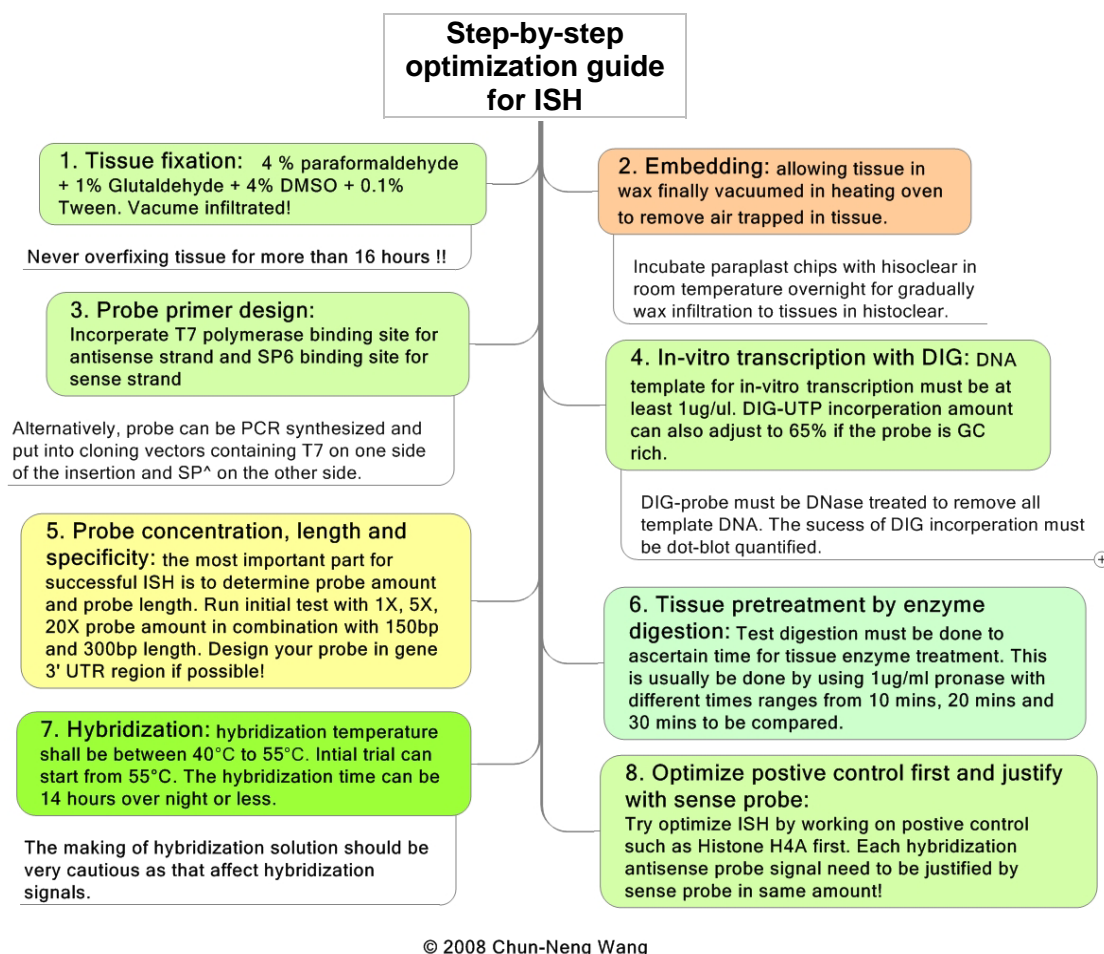 Step-by-step
optimization guide
for ISH
1. Tissue fixation: 4 % paraformaldehyde
+ 1% Glutaldehyde + 4% DMSO + 0.1%
Tween. Vacume infiltrated!
Never overfixing tissue for more than 16 hours !!
2. Embedding: allowing tissue in
wax finally vacuumed in heating oven
to remove air trapped in tissue.
Incubate paraplast chips with hisoclear in
room temperature overnight for gradually
wax infiltration to tissues in histoclear.
3. Probe primer design:
Incorperate T7 polymerase binding site for
antisense strand and SP6 binding site for
sense strand
Alternatively, probe can be PCR synthesized and
put into cloning vectors containing T7 on one side
of the insertion and SP^ on the other side.
4. In-vitro transcription with DIG: DNA
template for in-vitro transcription must be at
least 1ug/ul. DIG-UTP incorperation amount
can also adjust to 65% if the probe is GC
rich.
DIG-probe must be DNase treated to remove all
template DNA. The sucess of DIG incorperation must
be dot-blot quantified.
5. Probe concentration, length and
specificity: the most important part for
successful ISH is to determine probe amount
and probe length. Run initial test with 1X, 5X,
20X probe amount in combination with 150bp
and 300bp length. Design your probe in gene
3' UTR region if possible!
6. Tissue pretreatment by enzyme
digestion: Test digestion must be done to
ascertain time for tissue enzyme treatment. This
is usually be done by using 1ug/ml pronase with
different times ranges from 10 mins, 20 mins and
30 mins to be compared.
7. Hybridization: hybridization temperature
shall be between 40°C to 55°C. Intial trial can
start from 55°C. The hybridization time can be
14 hours over night or less.
The making of hybridization solution should be
very cautious as that affect hybridization
signals.
8. Optimize postive control first and justify
with sense probe:
Try optimize ISH by working on postive control
such as Histone H4A first. Each hybridization
antisense probe signal need to be justified by
sense probe in same amount!
© 2008 Chun-Neng Wang